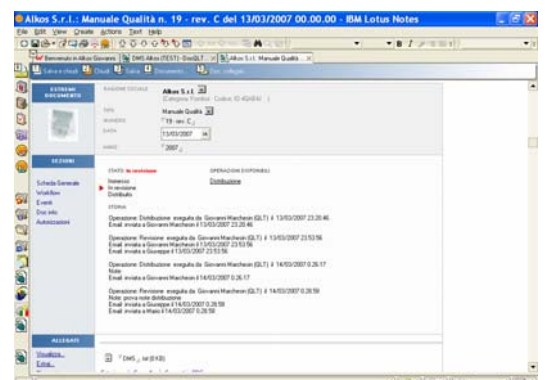 Alkos S.r.l.: Manuale Qualità n. 19 - rev. C del 13/03/2007 00.00.00 - IBM Lotus Notes
File Edit View Create Actions Text Help
Benvenuto in Alkos Giovanni
DMS Alkos (TEST) - DocQLT
Alkos S.r.l. Manuale Qualità
Salva e chiudi Chiudi Salva Documento Doc. collegati
ESTREMI DOCUMENTO
RAGIONE SOCIALE Alkos S.r.l.
TIPO Manuale Qualità
NUMERO 19 rev. C
DATA 13/03/2007
ANNO 2007
SEZIONI
Scheda Generale
Workflow
Eventi
Doc info
Autorizzazioni
STATO In revisione
OPERAZIONI DISPONIBILI
Immesso
In revisione
Distribuito
Distribuzione
STORIA
Operazione: Distribuzione eseguita da Giovanni Marchesin (QLT) il 13/03/2007 23.20.46
Email inviata a Giovanni Marchesin il 13/03/2007 23.20.46
Operazione: Revisione eseguita da Giovanni Marchesin (QLT) il 13/03/2007 23.53.56
Email inviata a Giovanni Marchesin il 13/03/2007 23.53.56
Email inviata a Giuseppe il 13/03/2007 23.53.56
Operazione: Distribuzione eseguita da Giovanni Marchesin (QLT) il 14/03/2007 0.26.17
Note:
Email inviata a Giovanni Marchesin il 14/03/2007 0.26.17
Operazione: Revisione eseguita da Giovanni Marchesin (QLT) il 14/03/2007 0.28.58
Note: prova note distribuzione
Email inviata a Giuseppe il 14/03/2007 0.28.58
Email inviata a Mario il 14/03/2007 0.28.58
ALLEGATI
Visualizza...
Estrai...